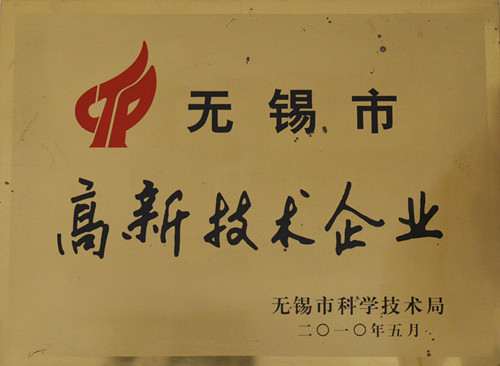 无锡市
高新技术企业
无锡市科学技术局
二〇一〇年五月